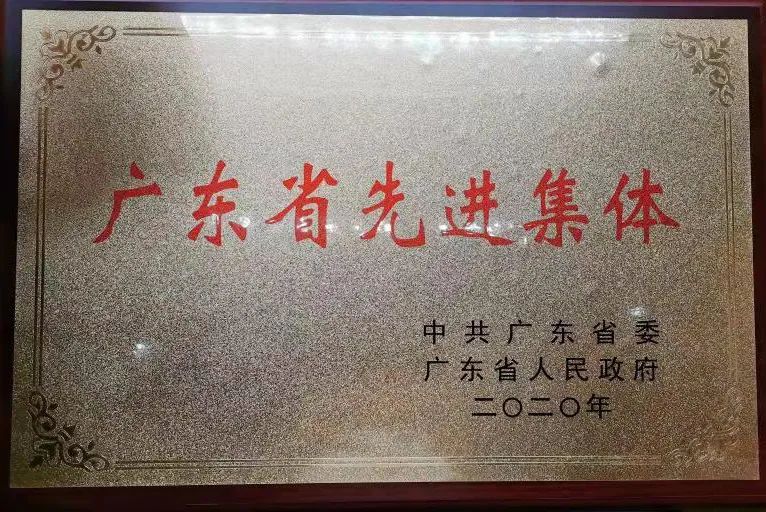 广东省先进集体
中共广东省委
广东省人民政府
二〇二〇年